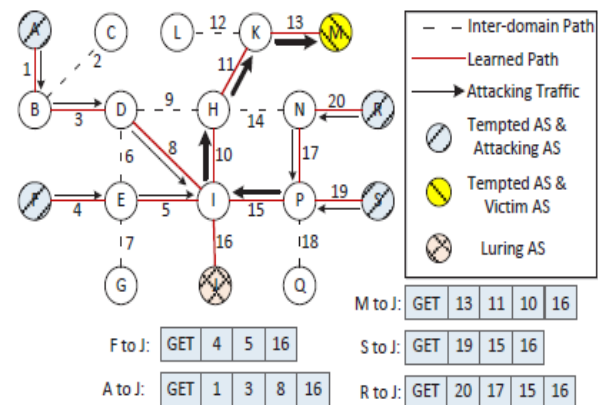 A C L 12 K 13 M
Inter-domain Path
Learned Path
Attacking Traffic
1 2 11
B 3 D 9 H 14 N 20 R
Tempted AS &
Attacking AS
6 8 10 17
F 4 E 5 I 15 P 19 S
Tempted AS &
Victim AS
7 16 18
G J Q
Luring AS
M to J: GET 13 11 10 16
F to J: GET 4 5 16
S to J: GET 19 15 16
A to J: GET 1 3 8 16
R to J: GET 20 17 15 16